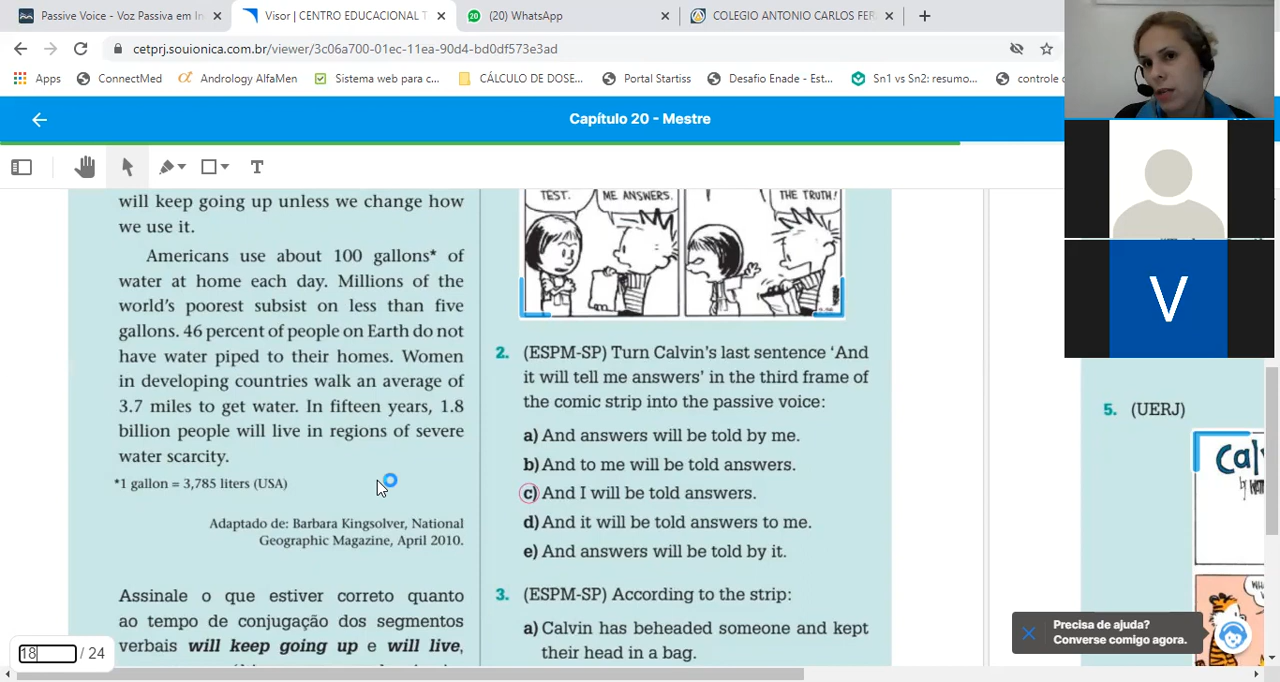 Passive Voice - Voz Passiva em In
Visor | CENTRO EDUCACIONAL T
(20) WhatsApp
COLEGIO ANTONIO CARLOS FER
cetprj.souionica.com.br/viewer/3c06a700-01ec-11ea-90d4-bd0df573e3ad
Apps
ConnectMed
Andrology AlfaMen
Sistema web para c...
CÁLCULO DE DOSE...
Portal Startiss
Desafio Enade - Est...
Sn1 vs Sn2: resumo...
controle
Capítulo 20 - Mestre
T
will keep going up unless we change how
we use it.
Americans use about 100 gallons* of
water at home each day. Millions of the
world's poorest subsist on less than five
gallons. 46 percent of people on Earth do not
have water piped to their homes. Women
in developing countries walk an average of
3.7 miles to get water. In fifteen years, 1.8
billion people will live in regions of severe
water scarcity.
*1 gallon = 3,785 liters (USA)
Adaptado de: Barbara Kingsolver, National
Geographic Magazine, April 2010.
Assinale o que estiver correto quanto
ao tempo de conjugação dos segmentos
verbais will keep going up e will live,
18 / 24
TEST.
ME ANSWERS.
THE TRUTH!
2. (ESPM-SP) Turn Calvin's last sentence 'And
it will tell me answers' in the third frame of
the comic strip into the passive voice:
a) And answers will be told by me.
b) And to me will be told answers.
c) And I will be told answers.
d) And it will be told answers to me.
e) And answers will be told by it.
3. (ESPM-SP) According to the strip:
a) Calvin has beheaded someone and kept
their head in a bag.
5. (UERJ)
Cal
V
Precisa de ajuda?
Converse comigo agora.